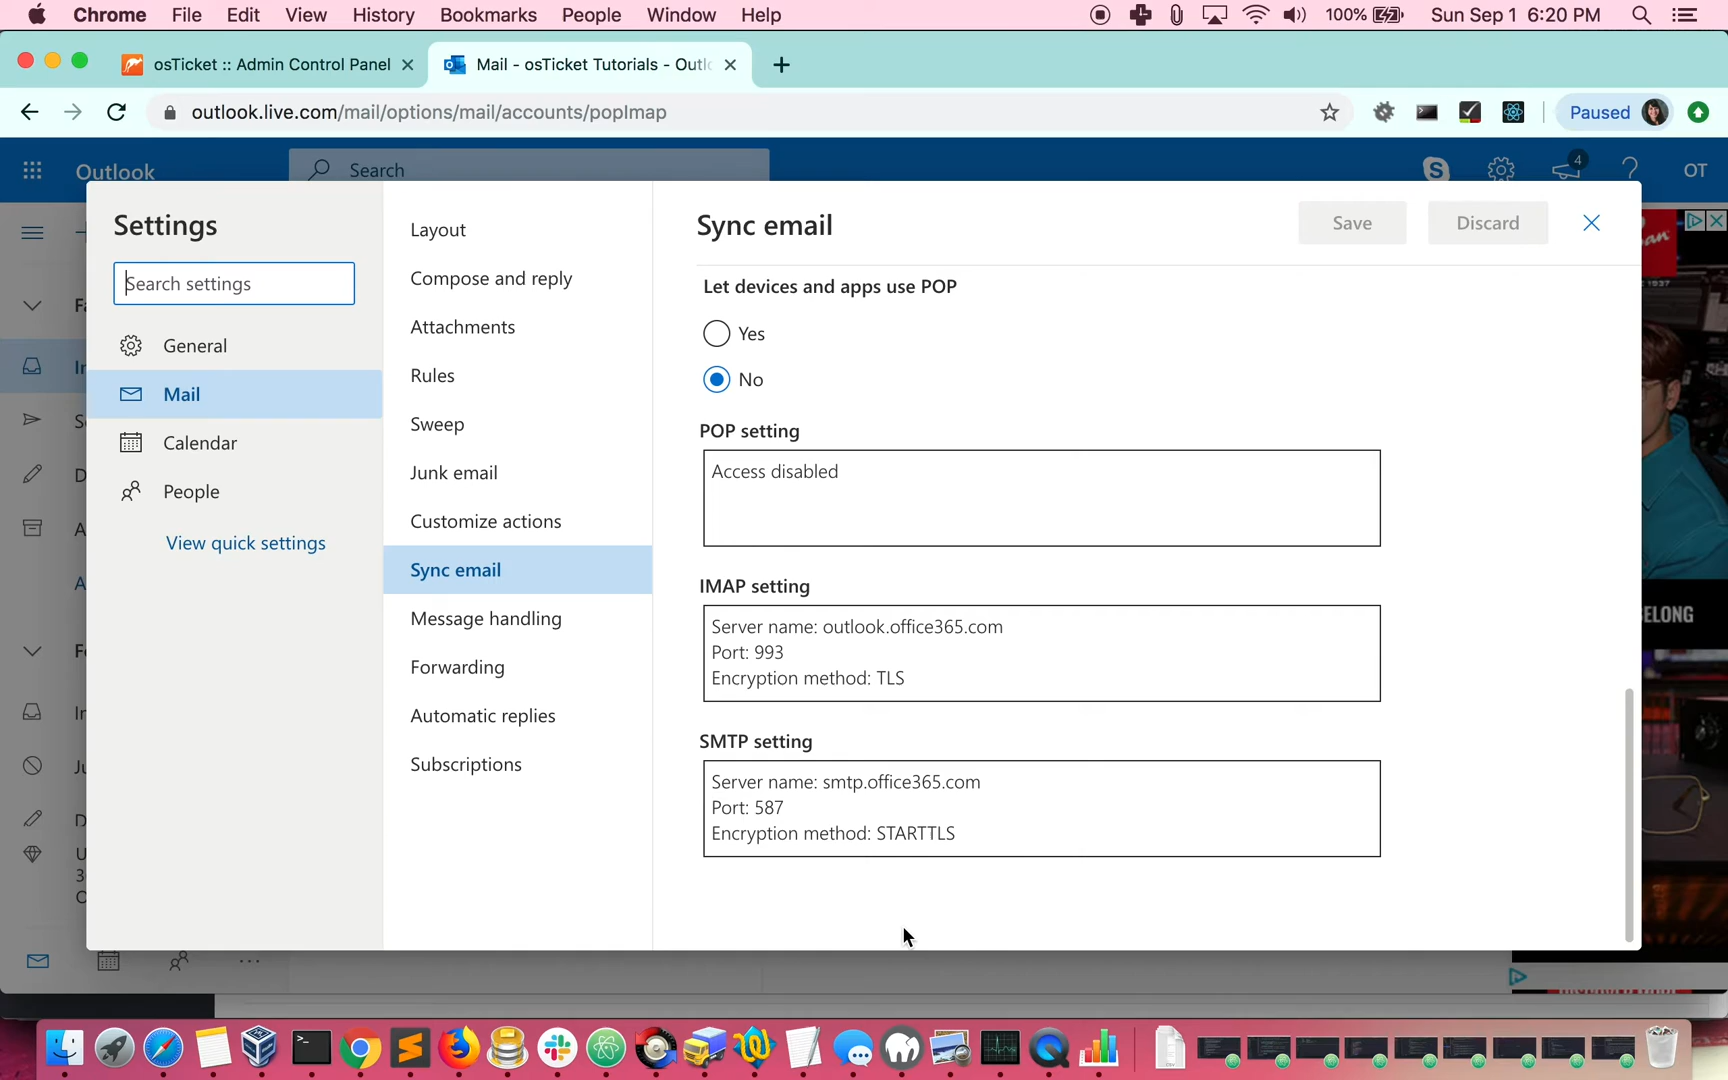 Chrome File Edit View History Bookmarks People Window Help 100% Sun Sep 1 6:20 PM
osTicket :: Admin Control Panel Mail - osTicket Tutorials - Outl
outlook.live.com/mail/options/mail/accounts/popImap Paused
Outlook Search 4 OT
Settings
Search settings
General
Mail
Calendar
People
View quick settings
Layout
Compose and reply
Attachments
Rules
Sweep
Junk email
Customize actions
Sync email
Message handling
Forwarding
Automatic replies
Subscriptions
Sync email Save Discard
Let devices and apps use POP
Yes
No
POP setting
Access disabled
IMAP setting
Server name: outlook.office365.com
Port: 993
Encryption method: TLS
SMTP setting
Server name: smtp.office365.com
Port: 587
Encryption method: STARTTLS